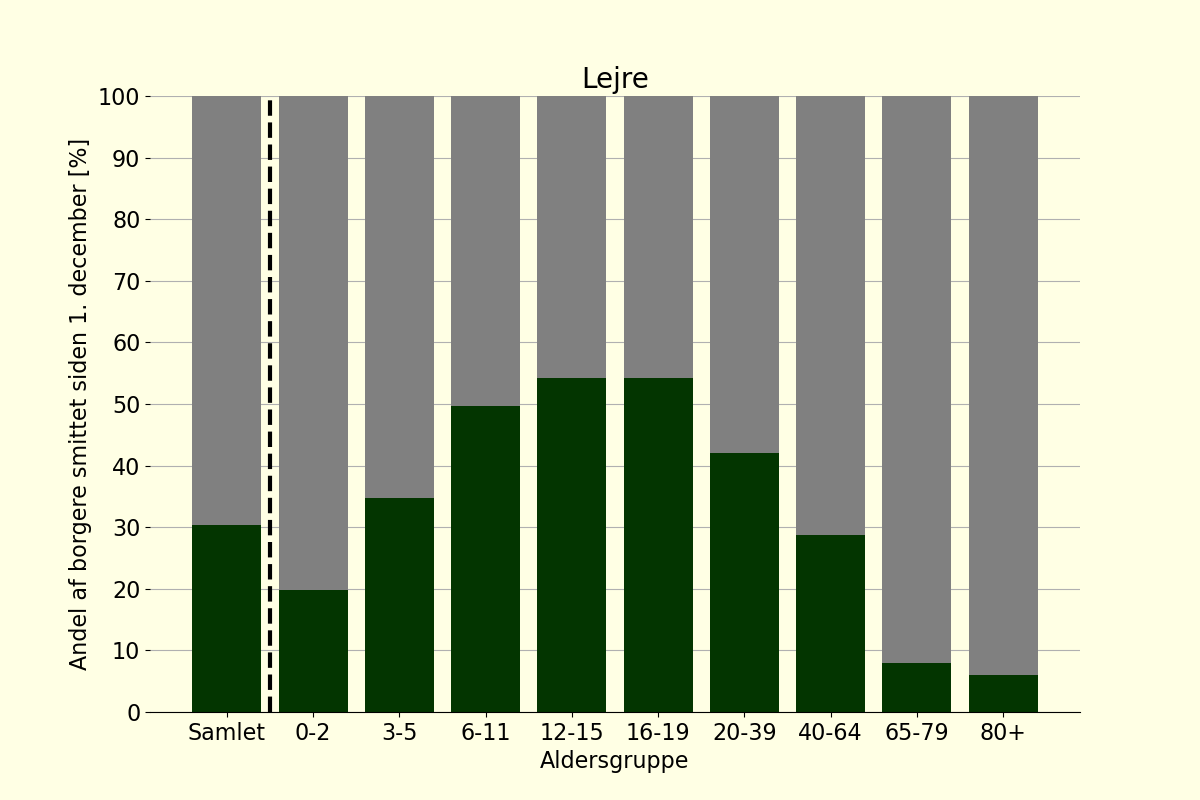 Lejre
Andel af borgere smittet siden 1. december [%]
100
90
80
70
60
50
40
30
20
10
0
Samlet 0-2 3-5 6-11 12-15 16-19 20-39 40-64 65-79 80+
Aldersgruppe